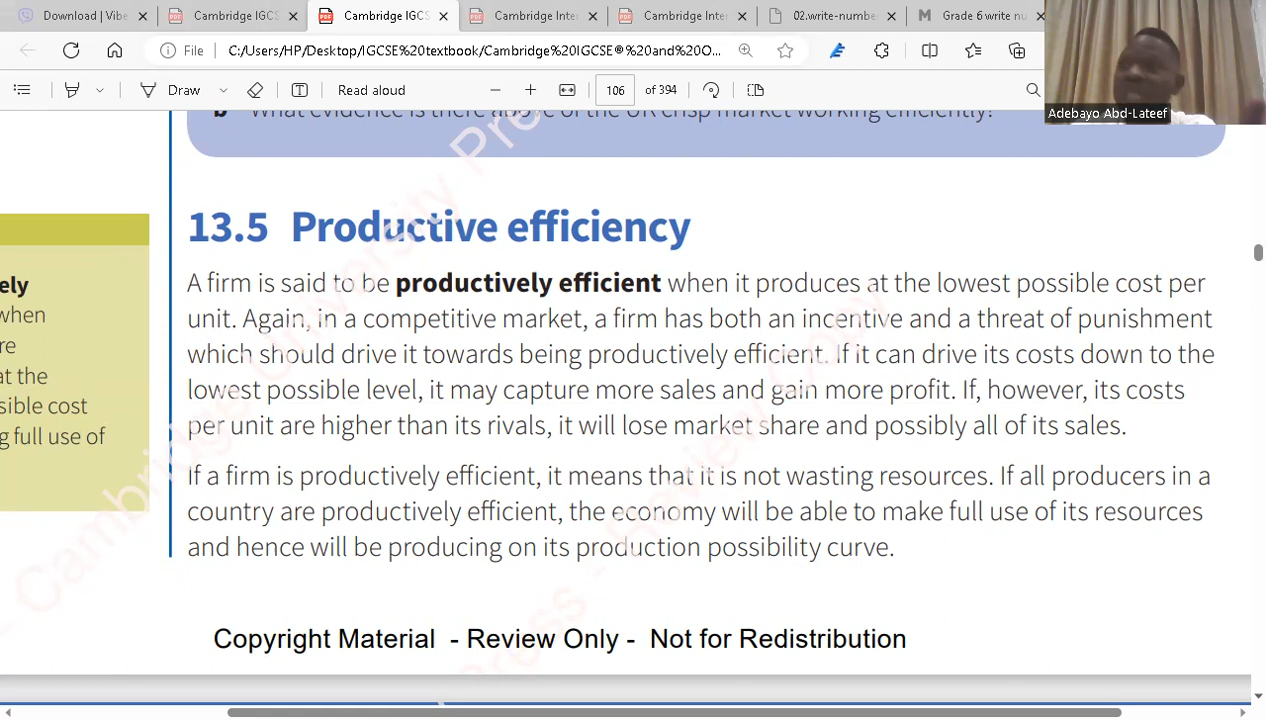 Download | Vibe
Cambridge IGCS
Cambridge IGCS
Cambridge Inte
Cambridge Inte
02.write-numbe
Grade 6 write nu
File
C:/Users/HP/Desktop/IGCSE%20textbook/Cambridge%20IGCSE®%20and%20O...
Draw
Read aloud
106 of 394
Adebayo Abd-Lateef
b What evidence is there above of the UK crisp market working efficiently?
13.5 Productive efficiency
A firm is said to be productively efficient when it produces at the lowest possible cost per
unit. Again, in a competitive market, a firm has both an incentive and a threat of punishment
which should drive it towards being productively efficient. If it can drive its costs down to the
lowest possible level, it may capture more sales and gain more profit. If, however, its costs
per unit are higher than its rivals, it will lose market share and possibly all of its sales.
If a firm is productively efficient, it means that it is not wasting resources. If all producers in a
country are productively efficient, the economy will be able to make full use of its resources
and hence will be producing on its production possibility curve.
ely
when
re
at the
sible cost
g full use of
Copyright Material - Review Only - Not for Redistribution